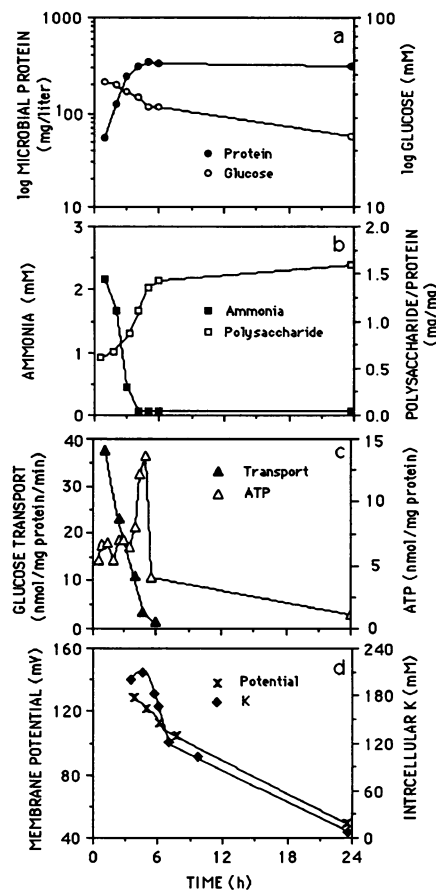 a
log MICROBIAL PROTEIN
(mg/liter)
1000
100
10
log GLUCOSE
(mM)
100
10
Protein
Glucose
b
AMMONIA (mM)
3
2
1
0
POLYSACCHARIDE/PROTEIN
(mg/mg)
2.0
1.5
1.0
0.5
0.0
Ammonia
Polysaccharide
c
GLUCOSE TRANSPORT
(nmol/mg protein/min)
40
30
20
10
0
ATP
(nmol/mg protein)
15
10
5
0
Transport
ATP
d
MEMBRANE POTENTIAL (mV)
160
120
80
40
INTRCELLULAR K (mM)
240
180
120
60
0
Potential
K
0 6 12 18 24
TIME (h)